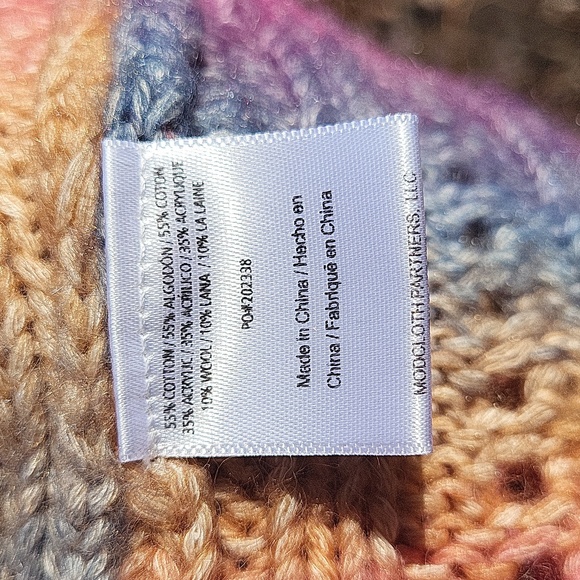 55% COTTON / 55% ALGODÓN / 55% COTON
35% ACRYLIC / 35% ACRILICO / 35% ACRYLIQUE
10% WOOL / 10% LANA / 10% LA LAINE
PO#202338
Made in China / Hecho en
China / Fabriqué en China
MODCLOTH PARTNERS, LLC